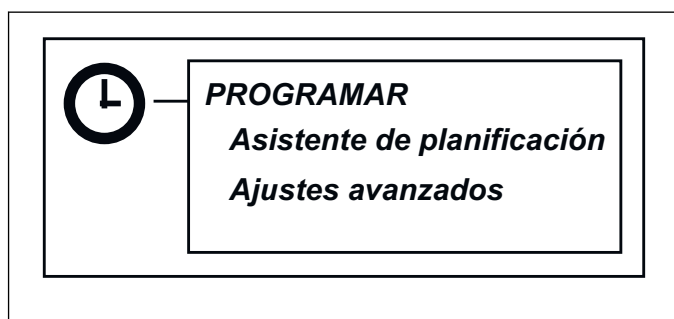 PROGRAMAR
Asistente de planificación
Ajustes avanzados